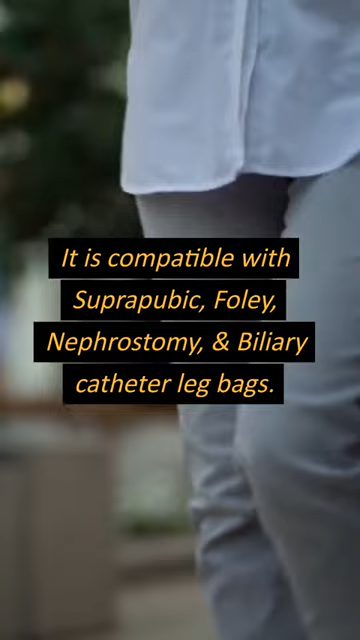 It is compatible with
Suprapubic, Foley,
Nephrostomy, & Biliary
catheter leg bags.